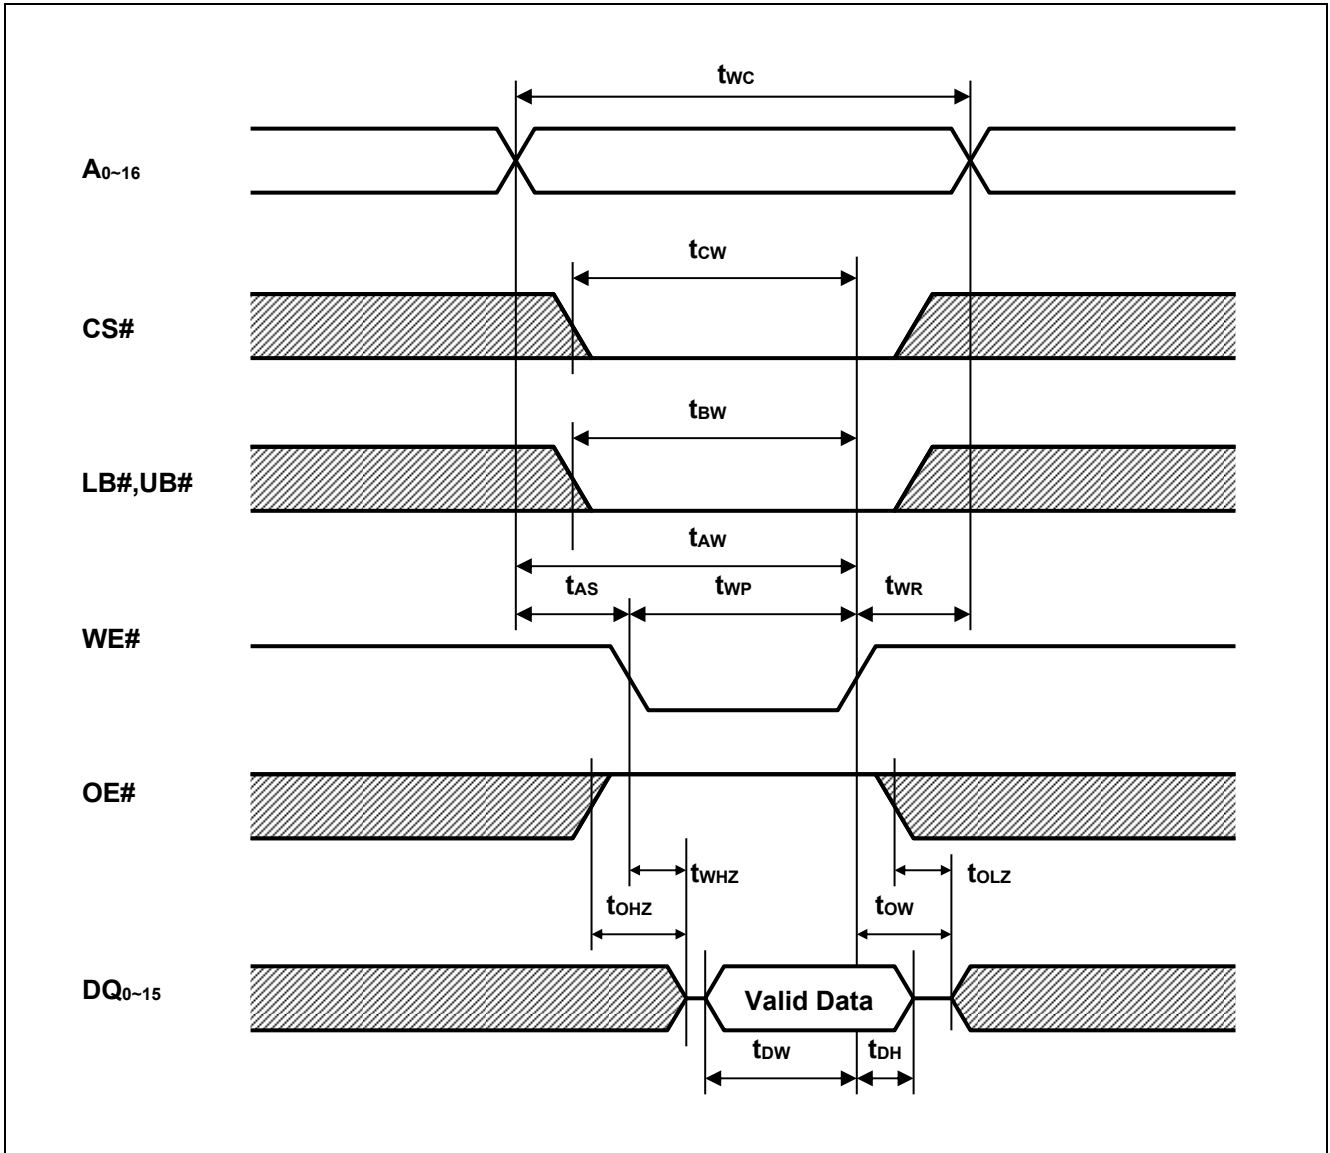 tWC
A0~16
tCW
CS#
tBW
LB#,UB#
tAW
tAS tWP tWR
WE#
OE#
tWHZ tOLZ
tOHZ tOW
DQ0~15 Valid Data
tDW tDH